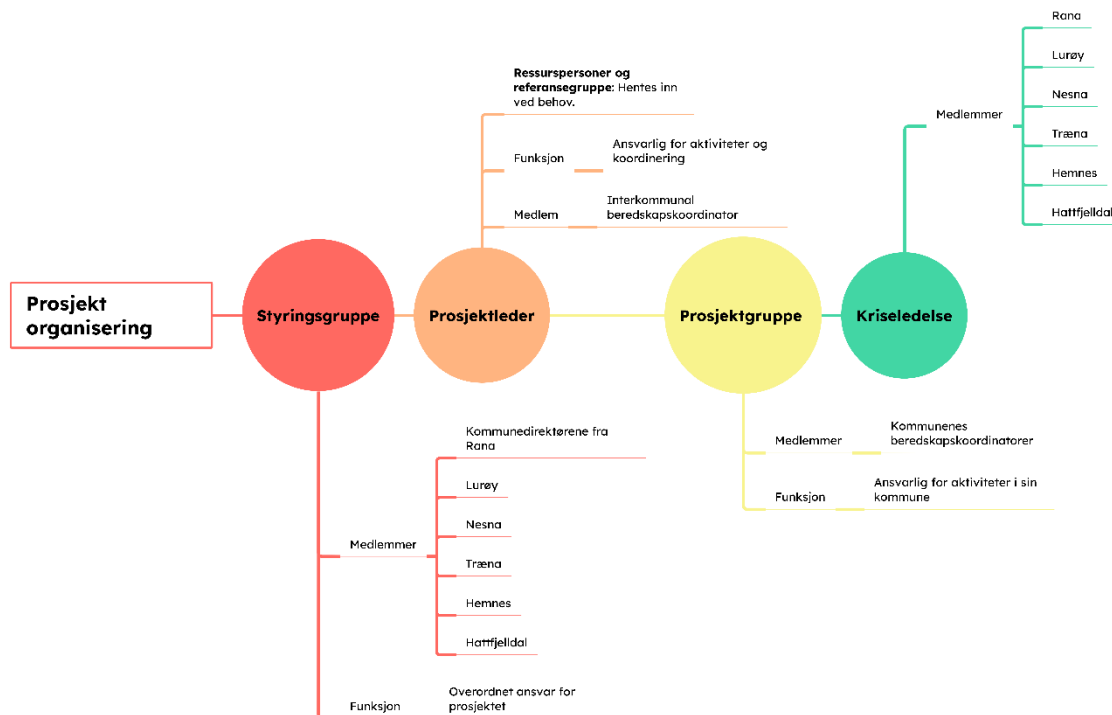 Prosjekt
organisering
Styringsgruppe
Medlemmer
Kommunedirektørene fra
Rana
Lurøy
Nesna
Træna
Hemnes
Hattfjelldal
Funksjon
Overordnet ansvar for
prosjektet
Prosjektleder
Ressurspersoner og
referansegruppe: Hentes inn
ved behov.
Funksjon
Ansvarlig for aktiviteter og
koordinering
Medlem
Interkommunal
beredskapskoordinator
Prosjektgruppe
Medlemmer
Kommunenes
beredskapskoordinatorer
Funksjon
Ansvarlig for aktiviteter i sin
kommune
Kriseledelse
Medlemmer
Rana
Lurøy
Nesna
Træna
Hemnes
Hattfjelldal